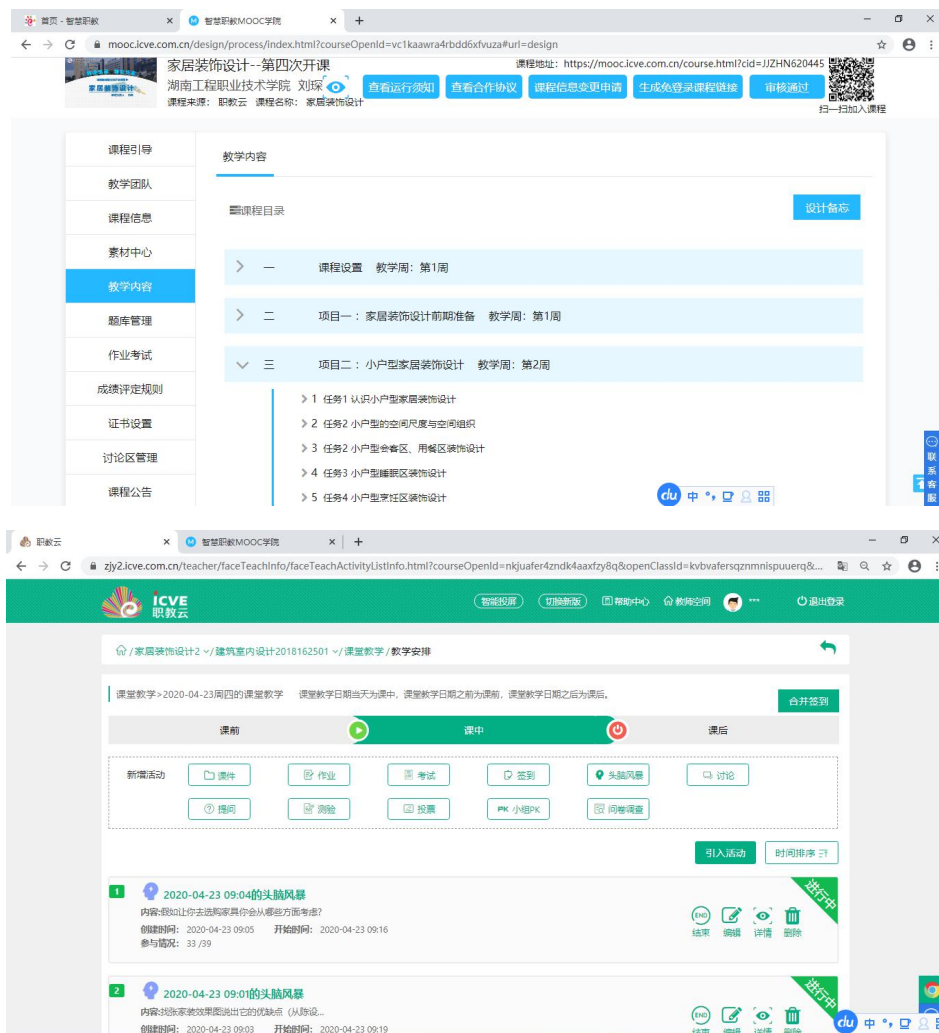 首页 - 智慧职教
智慧职教MOOC学院
mooc.icve.com.cn/design/process/index.html?courseOpenId=vc1kaawra4rbdd6xfvuza#url=design
家居装饰设计--第四次开课
课程地址：https://mooc.icve.com.cn/course.html?cid=JJZHN620445
湖南工程职业技术学院 刘琛
查看运行须知 查看合作协议 课程信息变更申请 生成免登录课程链接 审核通过
课程来源： 职教云 课程名称： 家居装饰设计
扫一扫加入课程
课程引导
教学团队
课程信息
素材中心
教学内容
题库管理
作业考试
成绩评定规则
证书设置
讨论区管理
课程公告
教学内容
课程目录
设计备忘
一 课程设置 教学周：第1周
二 项目一：家居装饰设计前期准备 教学周：第1周
三 项目二：小户型家居装饰设计 教学周：第2周
1 任务1 认识小户型家居装饰设计
2 任务2 小户型的空间尺度与空间组织
3 任务2 小户型会客区、用餐区装饰设计
4 任务3 小户型睡眠区装饰设计
5 任务4 小户型烹饪区装饰设计
联系客服
du 中
职教云
智慧职教MOOC学院
zjy2.icve.com.cn/teacher/faceTeachInfo/faceTeachActivityListInfo.html?courseOpenId=nkjuafer4zndk4aaxfzy8q&openClassId=kvbvafersqznmnispuuerq&...
ICVE
职教云
智能投屏 切换新版 帮助中心 教师空间 *** 退出登录
/家居装饰设计2 /建筑室内设计2018162501 /课堂教学/教学安排
课堂教学>2020-04-23周四的课堂教学 课堂教学日期当天为课中，课堂教学日期之前为课前，课堂教学日期之后为课后。
合并签到
课前 课中 课后
新增活动 课件 作业 考试 签到 头脑风暴 讨论
提问 测验 投票 PK 小组PK 问卷调查
引入活动 时间排序
1 2020-04-23 09:04的头脑风暴
进行中
内容:假如让你去选购家具你会从哪些方面考虑?
创建时间： 2020-04-23 09:05 开始时间： 2020-04-23 09:16
参与情况： 33 /39
END
结束 编辑 详情 删除
2 2020-04-23 09:01的头脑风暴
进行中
内容:找张家装效果图说出它的优缺点（从陈设...
创建时间： 2020-04-23 09:03 开始时间： 2020-04-23 09:19
END
结束 编辑 详情 删除
du 中